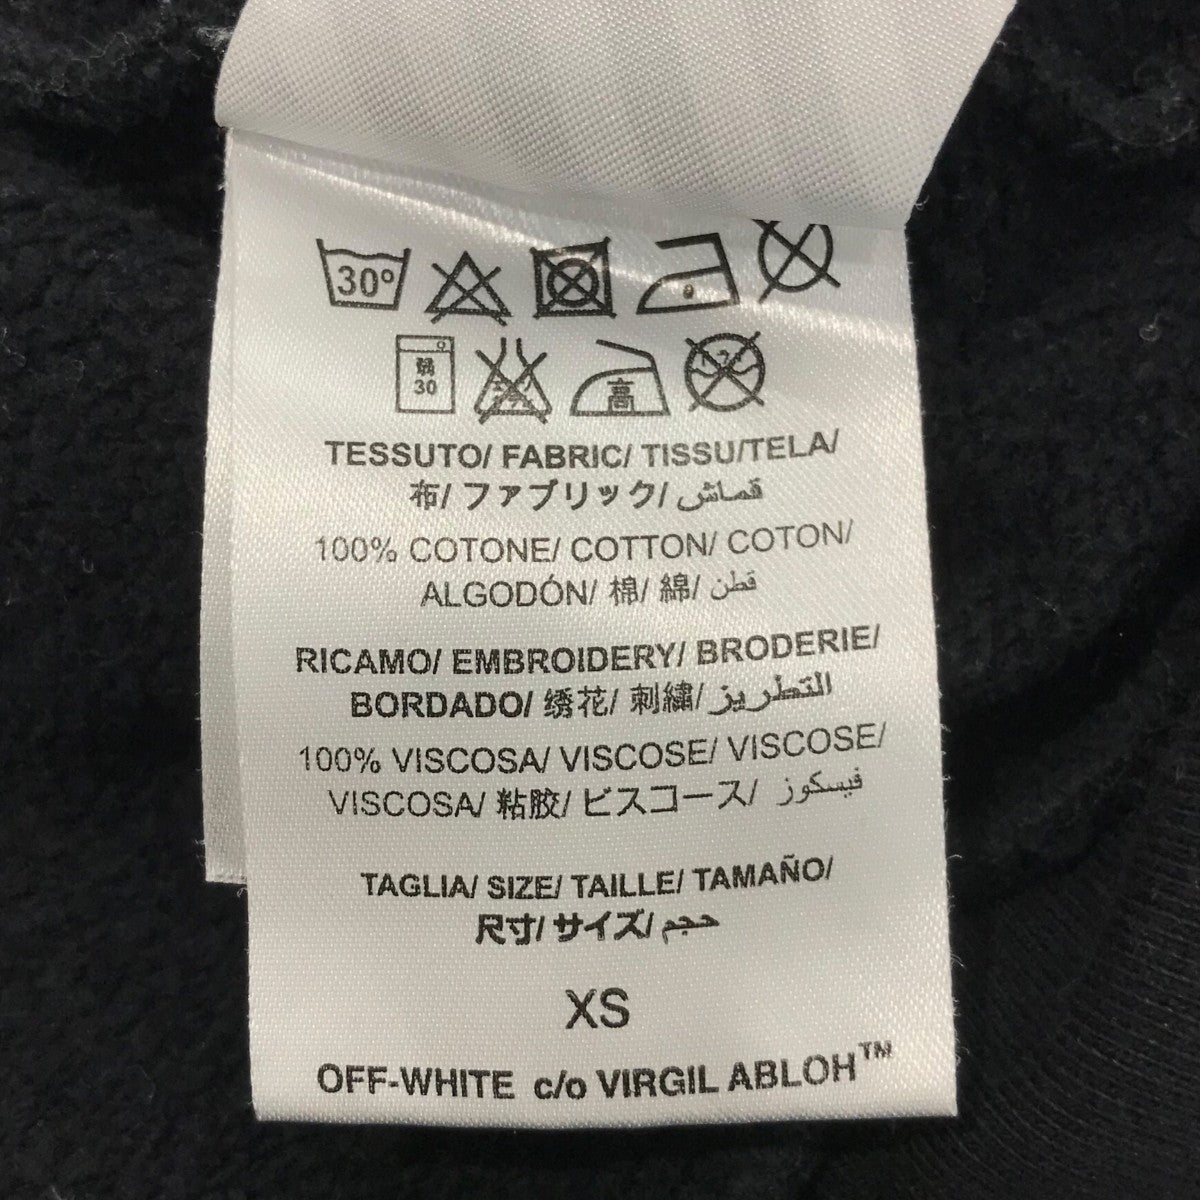 30°
弱
30
高
TESSUTO/ FABRIC/ TISSU/TELA/
布/ ファブリック/ قماش
100% COTONE/ COTTON/ COTON/
ALGODÓN/ 棉/ 綿/ قطن
RICAMO/ EMBROIDERY/ BRODERIE/
BORDADO/ 绣花/ 刺繡/ التطريز
100% VISCOSA/ VISCOSE/ VISCOSE/
VISCOSA/ 粘胶/ ビスコース/ فيسكوز
TAGLIA/ SIZE/ TAILLE/ TAMAÑO/
尺寸/ サイズ/ حجم
XS
OFF-WHITE c/o VIRGIL ABLOH™